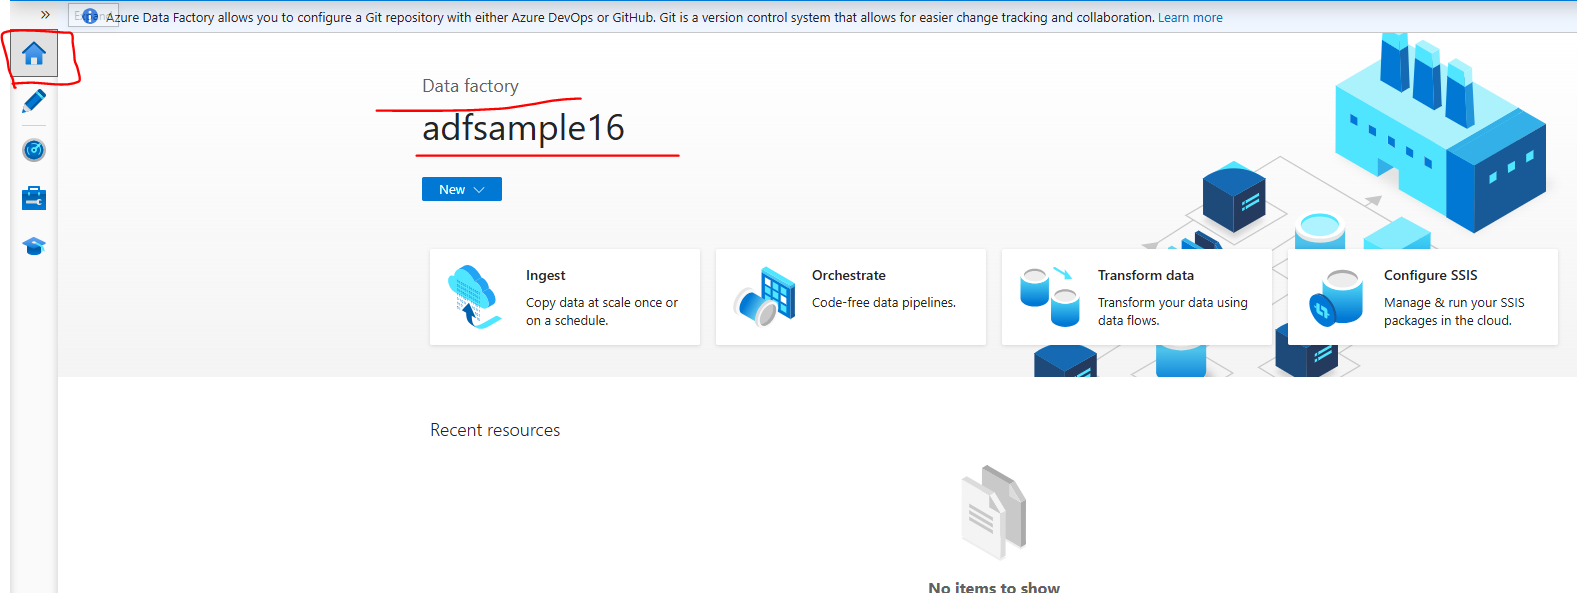 »
Azure Data Factory allows you to configure a Git repository with either Azure DevOps or GitHub. Git is a version control system that allows for easier change tracking and collaboration. Learn more
Data factory
adfsample16
New
Ingest
Copy data at scale once or
on a schedule.
Orchestrate
Code-free data pipelines.
Transform data
Transform your data using
data flows.
Configure SSIS
Manage & run your SSIS
packages in the cloud.
Recent resources
No items to show